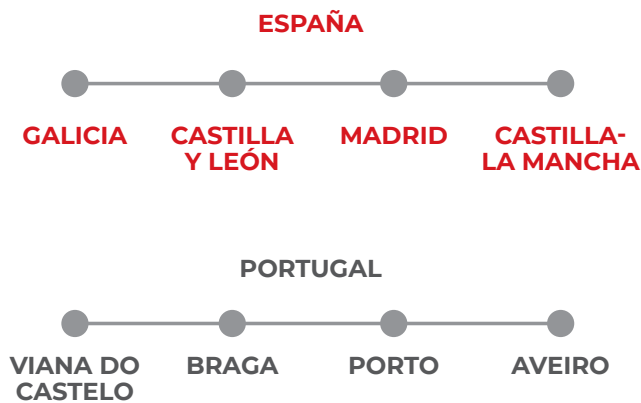 ESPAÑA
GALICIA
CASTILLA
Y LEÓN
MADRID
CASTILLA-
LA MANCHA
PORTUGAL
VIANA DO
CASTELO
BRAGA
PORTO
AVEIRO